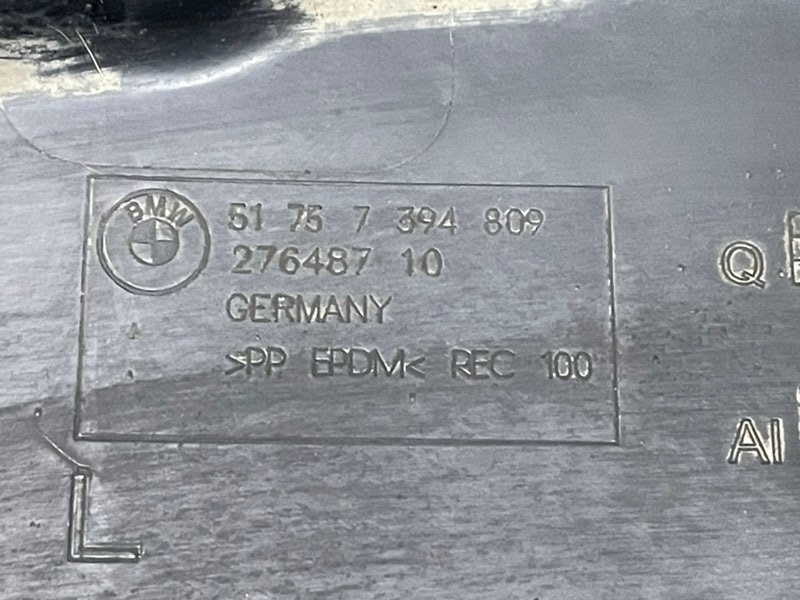 BMW
51 75 7 394 809
276487 10
GERMANY
>PP EPDM< REC 100
Q
AI
L